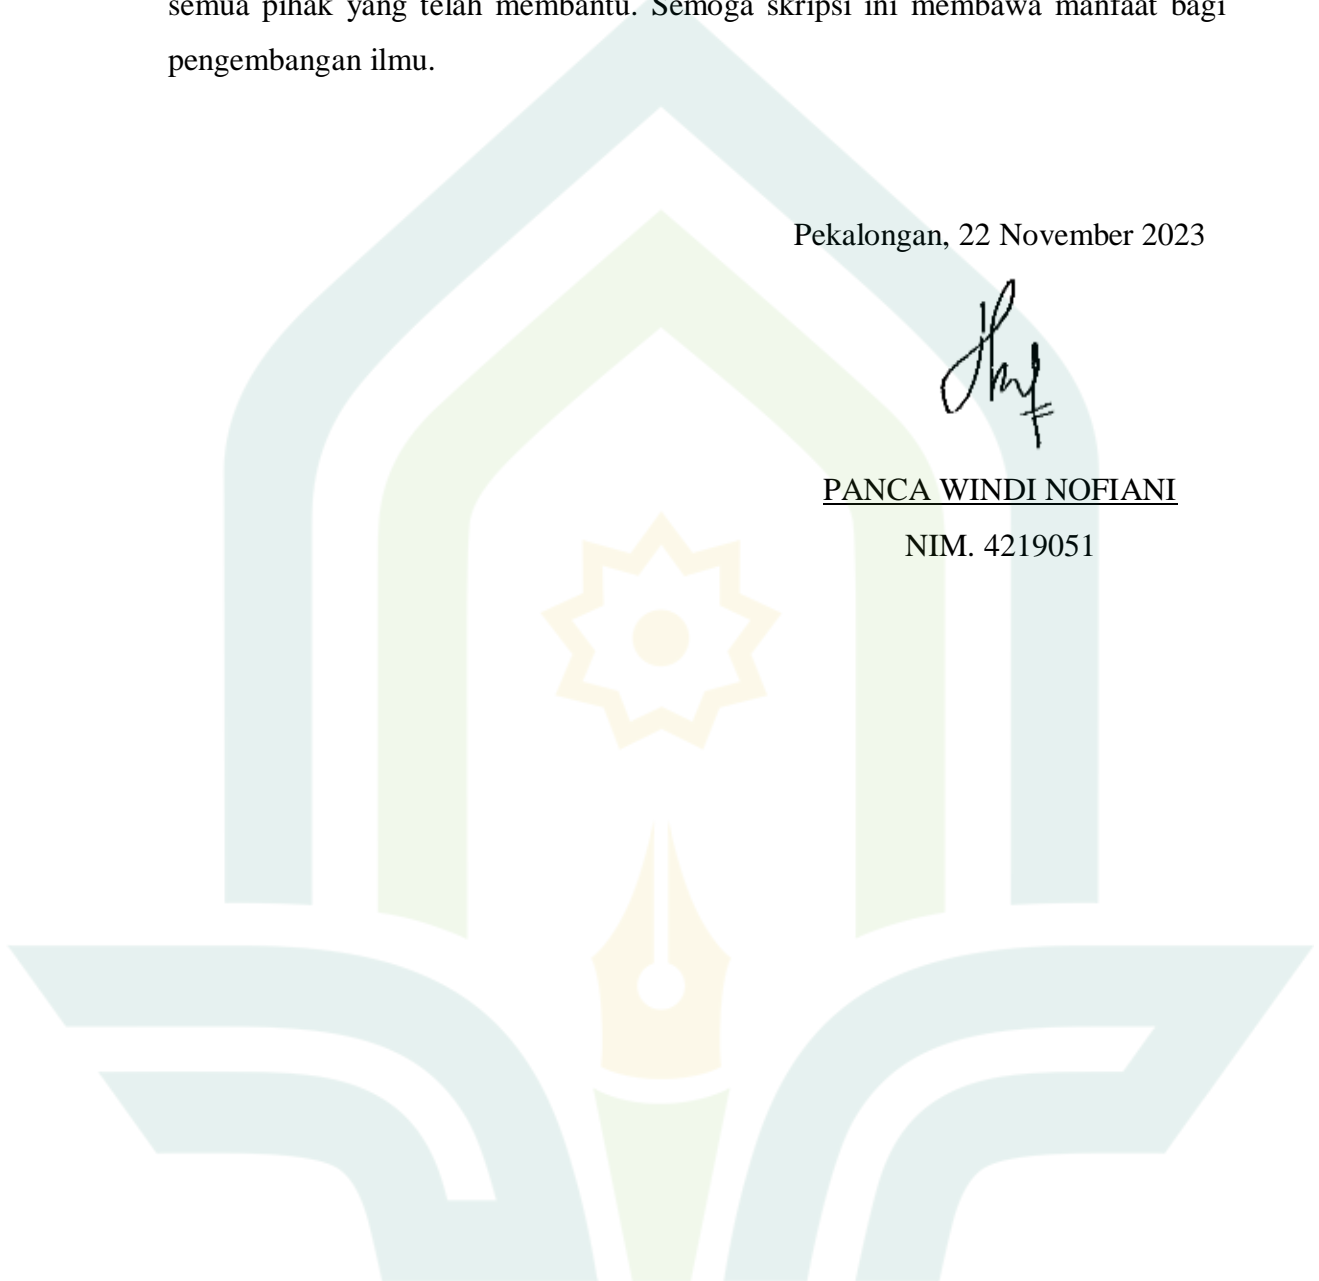 semua pihak yang telah membantu. Semoga skripsi ini membawa manfaat bagi
pengembangan ilmu.
Pekalongan, 22 November 2023
PANCA WINDI NOFIANI
NIM. 4219051